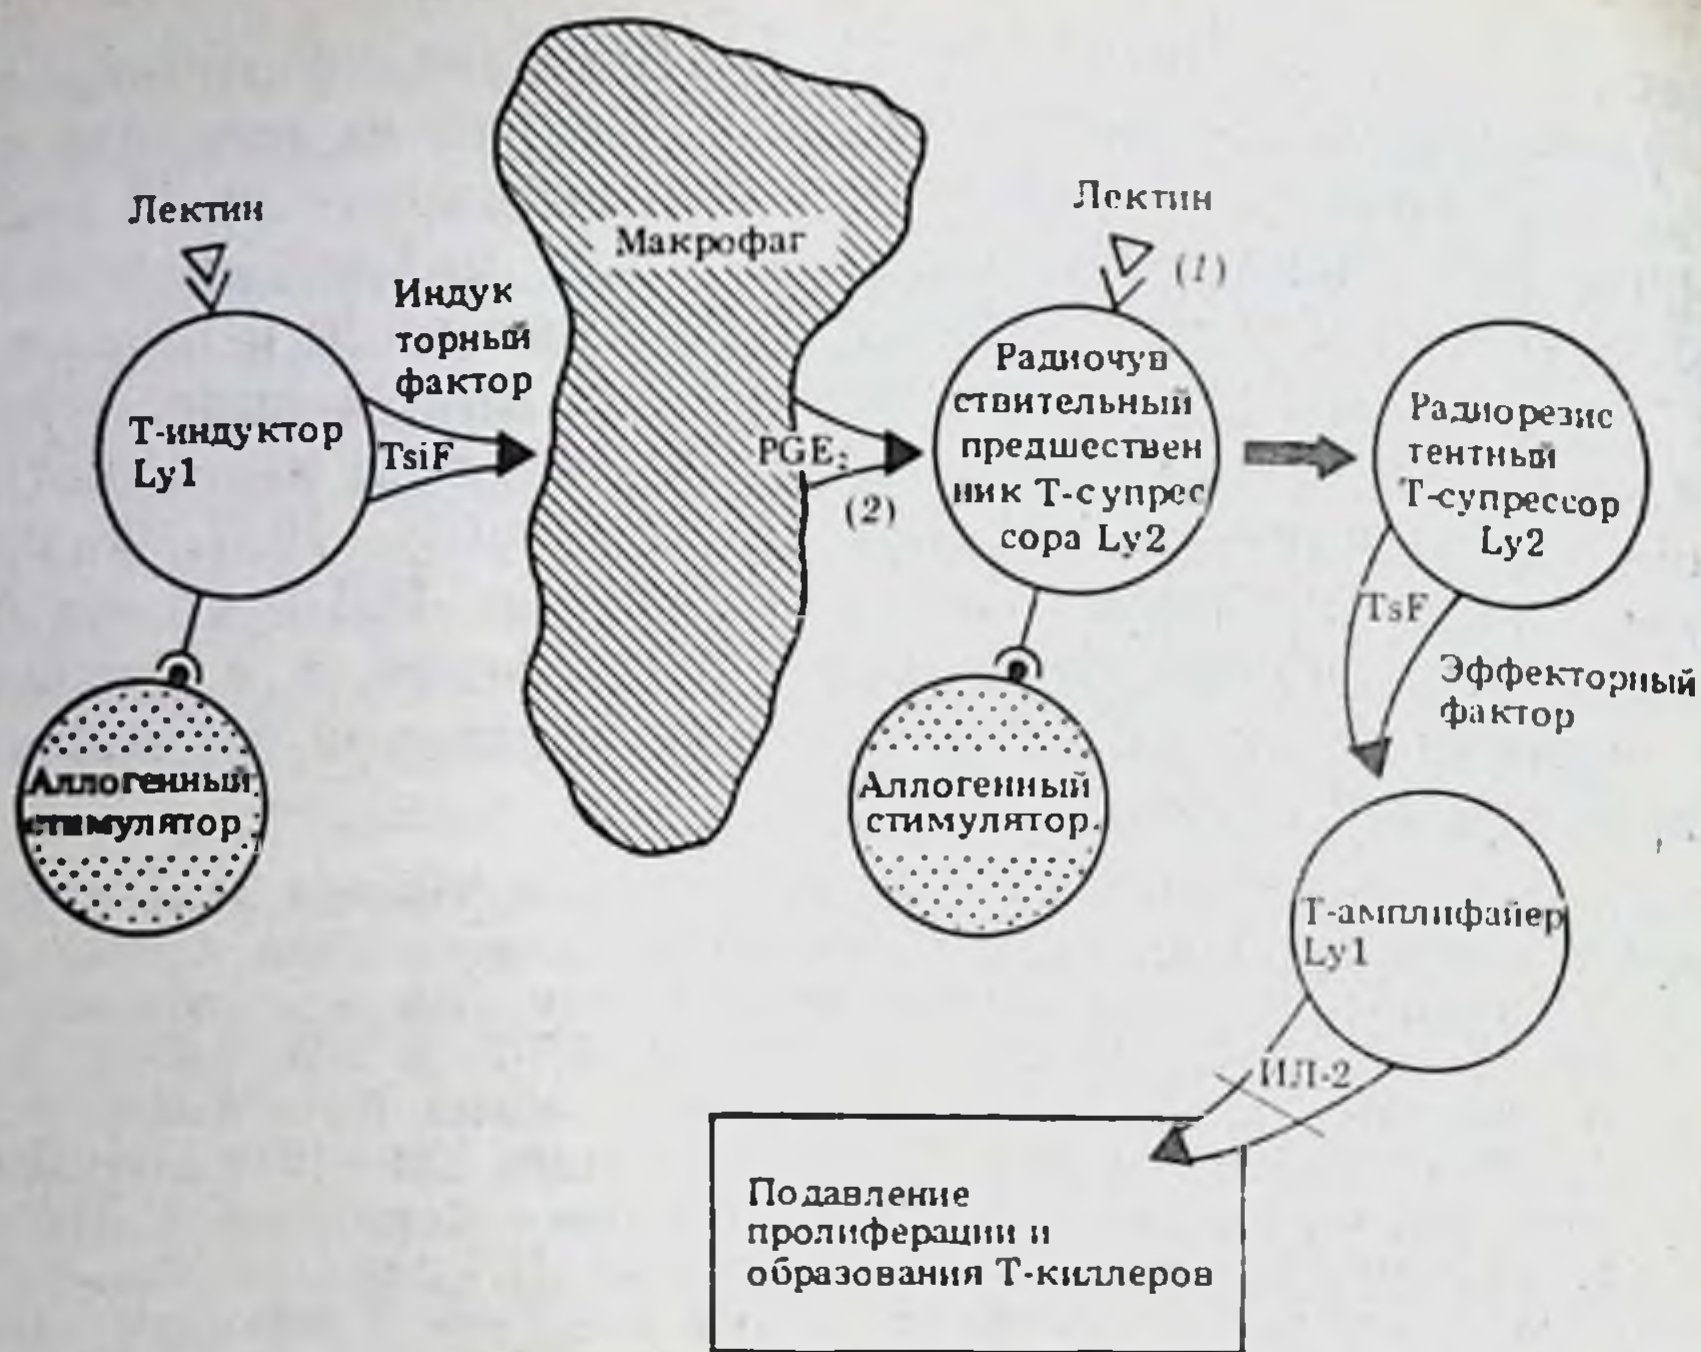 Лектин
Индук
торный
фактор
Т-индуктор
Ly1
TsiF
Аллогенный
стимулятор
Макрофаг
PGE₂
(2)
Лектин
(1)
Радиочув
ствительный
предшествен
ник Т-супрес
сора Ly2
Аллогенный
стимулятор.
Радиорезис
тентный
Т-супрессор
Ly2
TsF
Эффекторный
фактор
Т-амплифайер
Ly1
ИЛ-2
Подавление
пролиферации и
образования Т-киллеров